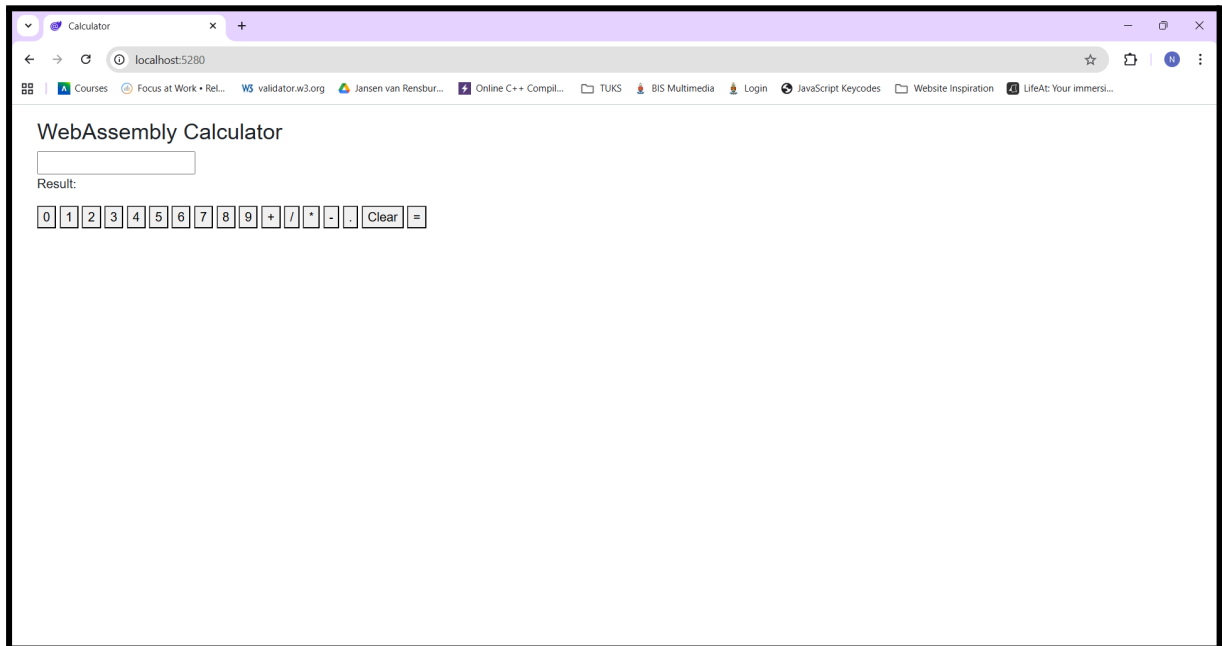 Calculator
localhost:5280
Courses Focus at Work • Rel... W3 validator.w3.org Jansen van Rensbur... Online C++ Compil... TUKS BIS Multimedia Login JavaScript Keycodes Website Inspiration LifeAt: Your immersi...
N
WebAssembly Calculator
Result:
0 1 2 3 4 5 6 7 8 9 + / * - . Clear =